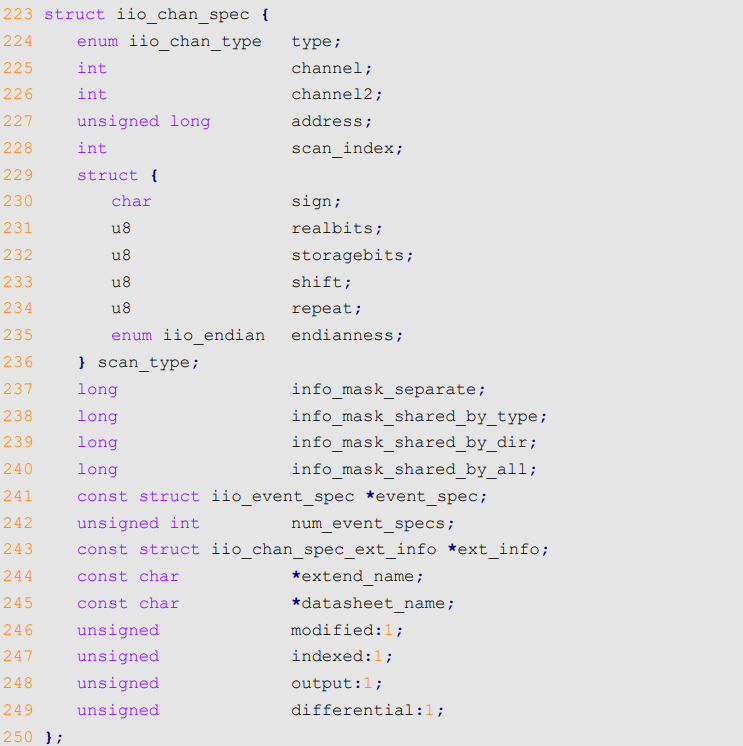 223 struct iio_chan_spec {
224 enum iio_chan_type type;
225 int channel;
226 int channel2;
227 unsigned long address;
228 int scan_index;
229 struct {
230 char sign;
231 u8 realbits;
232 u8 storagebits;
233 u8 shift;
234 u8 repeat;
235 enum iio_endian endianness;
236 } scan_type;
237 long info_mask_separate;
238 long info_mask_shared_by_type;
239 long info_mask_shared_by_dir;
240 long info_mask_shared_by_all;
241 const struct iio_event_spec *event_spec;
242 unsigned int num_event_specs;
243 const struct iio_chan_spec_ext_info *ext_info;
244 const char *extend_name;
245 const char *datasheet_name;
246 unsigned modified:1;
247 unsigned indexed:1;
248 unsigned output:1;
249 unsigned differential:1;
250 };